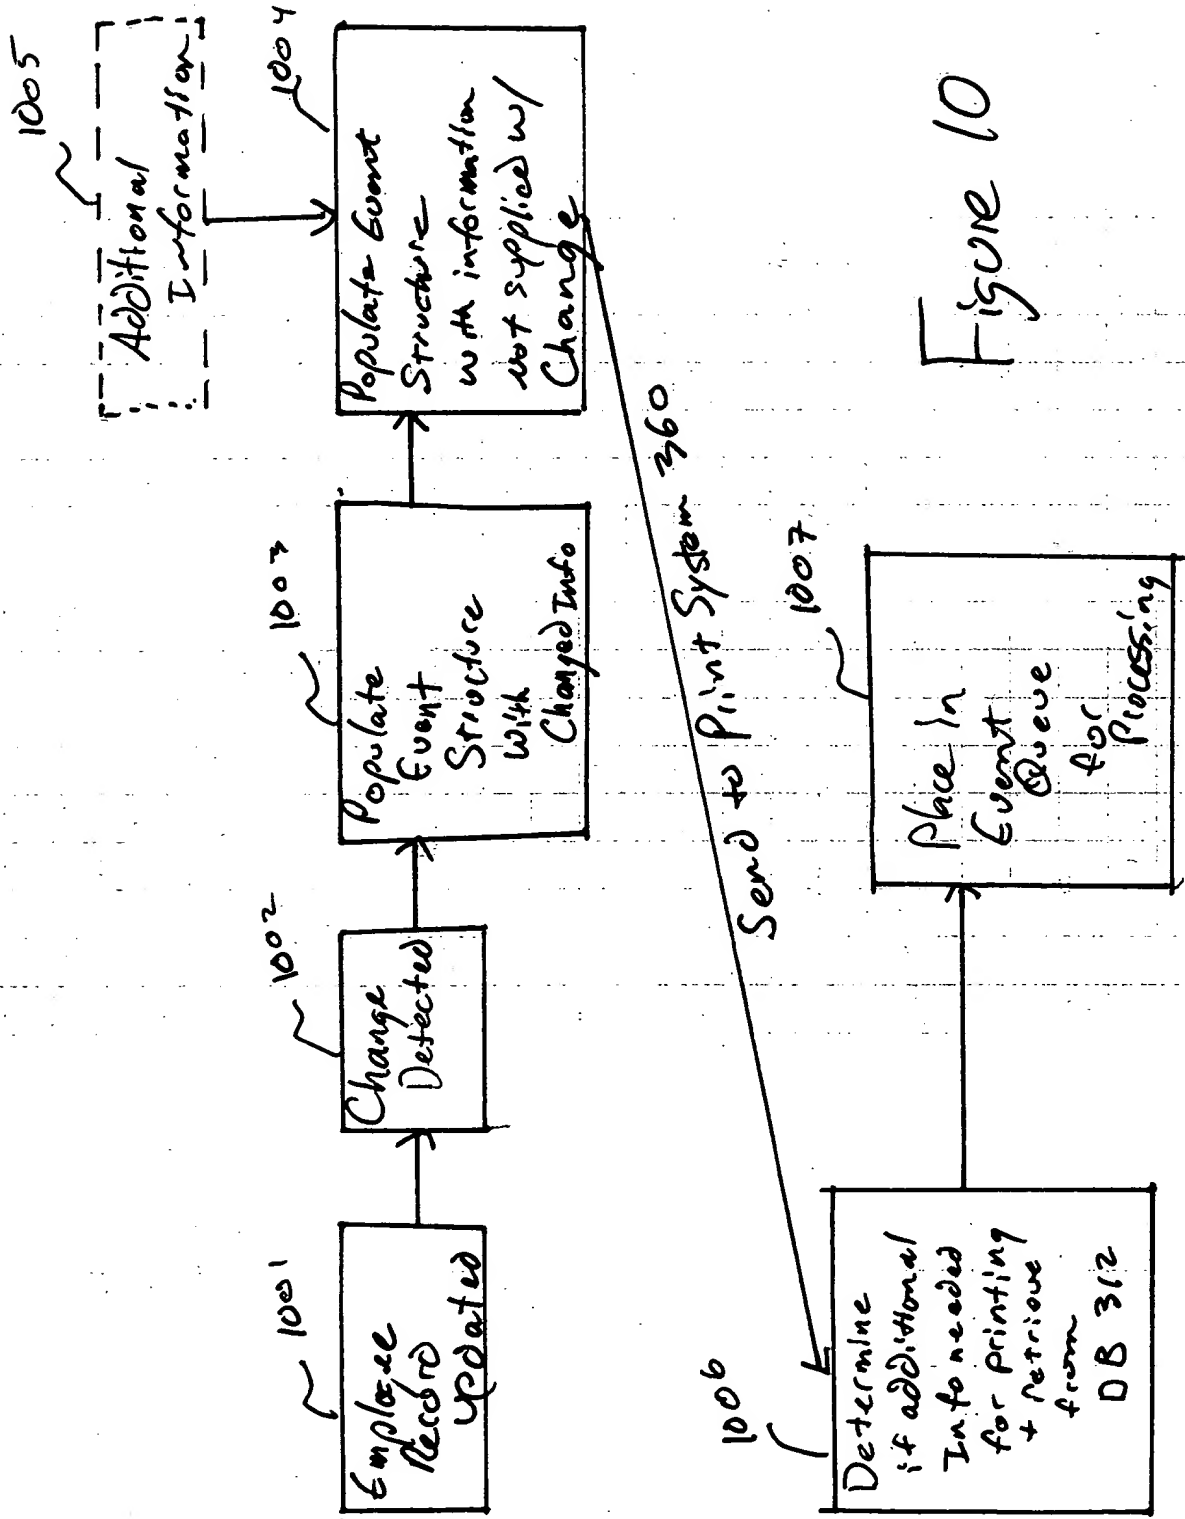 1005
Additional
Information
1001
Employee
Record
Updated
1002
Change
Detected
1003
Populate
Event
Structure
with
Changed Info
1004
Populate Event
Structure
with information
not supplied w/
Change
Send to Print System 360
1006
Determine
if additional
Info needed
for printing
+ retrieve
from
DB 312
1007
Place In
Event
Queue
for
Processing
Figure 10